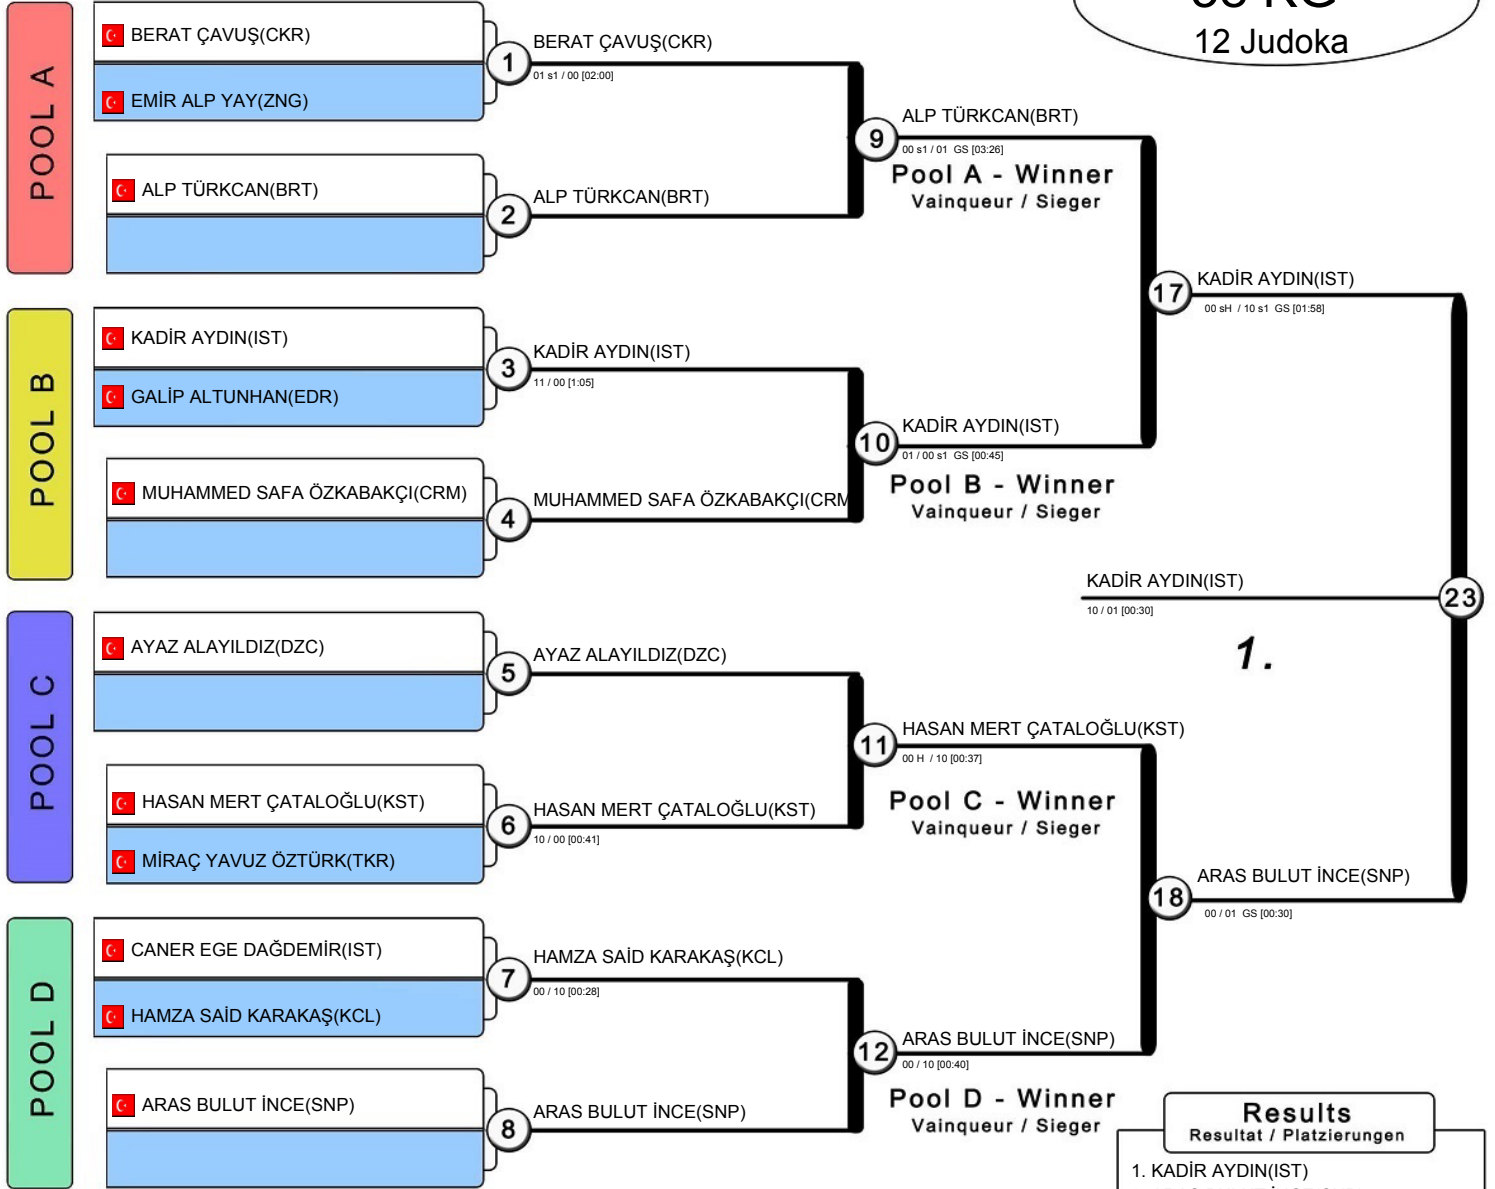 12 Judoka
POOL A
BERAT ÇAVUŞ(CKR)
EMİR ALP YAY(ZNG)
1
BERAT ÇAVUŞ(CKR)
01 s1 / 00 [02:00]
ALP TÜRKCAN(BRT)
2
ALP TÜRKCAN(BRT)
9
ALP TÜRKCAN(BRT)
00 s1 / 01 GS [03:26]
Pool A - Winner
Vainqueur / Sieger
POOL B
KADİR AYDIN(IST)
GALİP ALTUNHAN(EDR)
3
KADİR AYDIN(IST)
11 / 00 [1:05]
MUHAMMED SAFA ÖZKABAKÇI(CRM)
4
MUHAMMED SAFA ÖZKABAKÇI(CRM
10
KADİR AYDIN(IST)
01 / 00 s1 GS [00:45]
Pool B - Winner
Vainqueur / Sieger
17
KADİR AYDIN(IST)
00 sH / 10 s1 GS [01:58]
POOL C
AYAZ ALAYILDIZ(DZC)
5
AYAZ ALAYILDIZ(DZC)
HASAN MERT ÇATALOĞLU(KST)
MİRAÇ YAVUZ ÖZTÜRK(TKR)
6
HASAN MERT ÇATALOĞLU(KST)
10 / 00 [00:41]
11
HASAN MERT ÇATALOĞLU(KST)
00 H / 10 [00:37]
Pool C - Winner
Vainqueur / Sieger
POOL D
CANER EGE DAĞDEMİR(IST)
HAMZA SAİD KARAKAŞ(KCL)
7
HAMZA SAİD KARAKAŞ(KCL)
00 / 10 [00:28]
ARAS BULUT İNCE(SNP)
8
ARAS BULUT İNCE(SNP)
12
ARAS BULUT İNCE(SNP)
00 / 10 [00:40]
Pool D - Winner
Vainqueur / Sieger
18
ARAS BULUT İNCE(SNP)
00 / 01 GS [00:30]
KADİR AYDIN(IST)
10 / 01 [00:30]
23
1.
Results
Resultat / Platzierungen
1. KADİR AYDIN(IST)